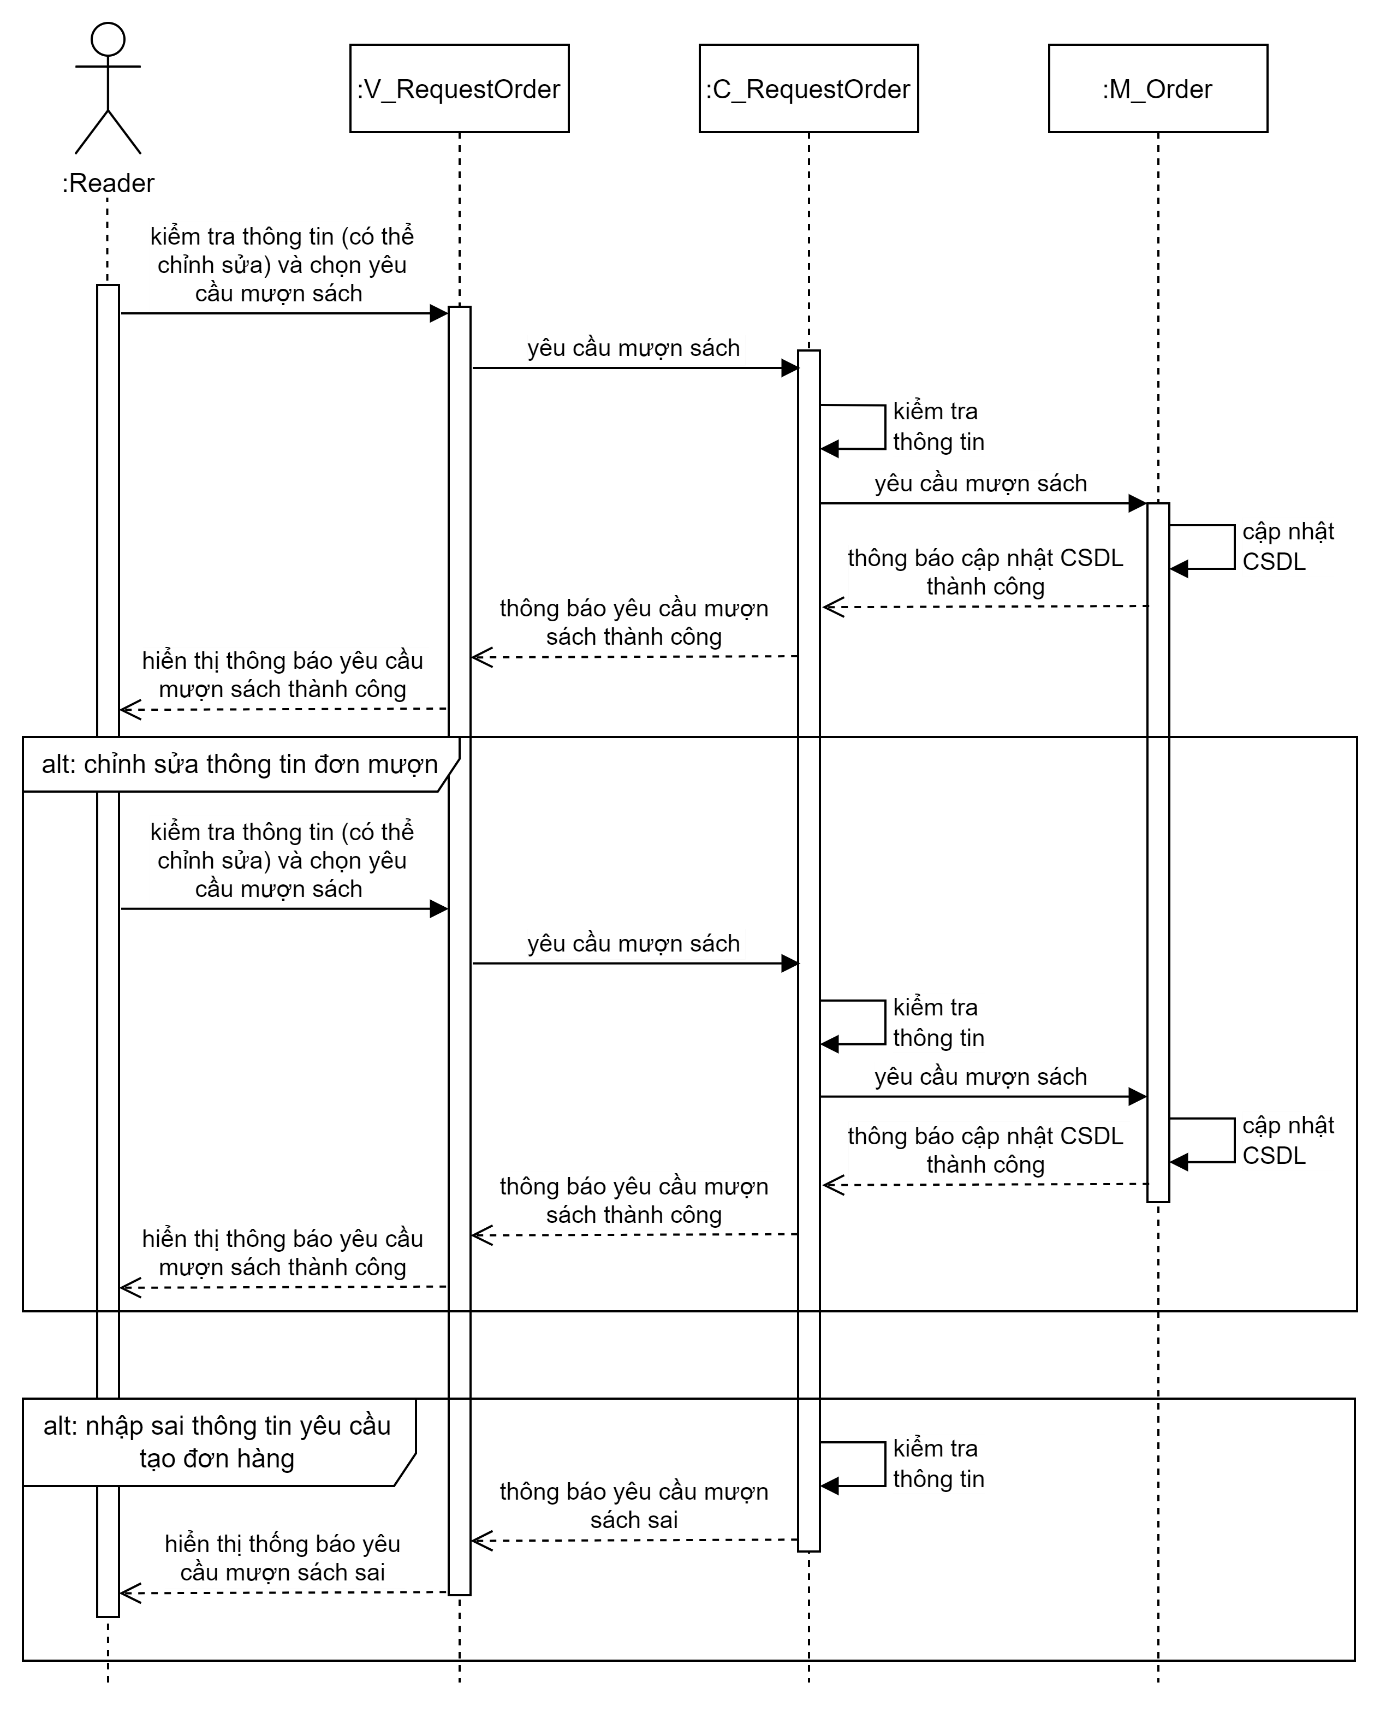 :Reader
:V_RequestOrder
:C_RequestOrder
:M_Order
kiểm tra thông tin (có thể
chỉnh sửa) và chọn yêu
cầu mượn sách
yêu cầu mượn sách
kiểm tra
thông tin
yêu cầu mượn sách
cập nhật
CSDL
thông báo cập nhật CSDL
thành công
thông báo yêu cầu mượn
sách thành công
hiển thị thông báo yêu cầu
mượn sách thành công
alt: chỉnh sửa thông tin đơn mượn
kiểm tra thông tin (có thể
chỉnh sửa) và chọn yêu
cầu mượn sách
yêu cầu mượn sách
kiểm tra
thông tin
yêu cầu mượn sách
cập nhật
CSDL
thông báo cập nhật CSDL
thành công
thông báo yêu cầu mượn
sách thành công
hiển thị thông báo yêu cầu
mượn sách thành công
alt: nhập sai thông tin yêu cầu
tạo đơn hàng
kiểm tra
thông tin
thông báo yêu cầu mượn
sách sai
hiển thị thống báo yêu
cầu mượn sách sai